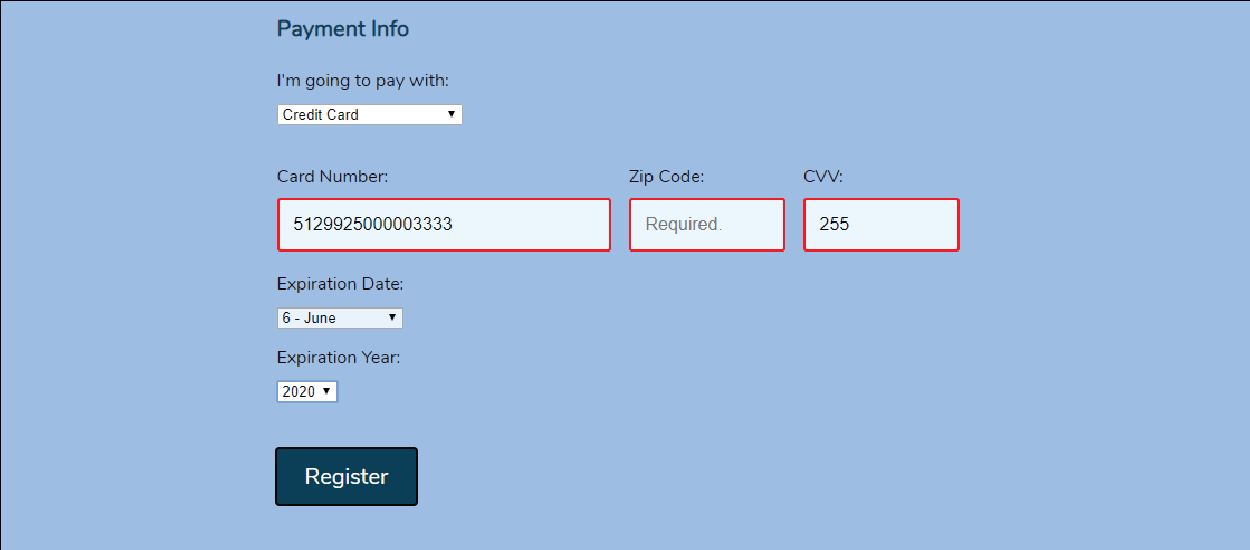 Payment Info
I'm going to pay with:
Credit Card
Card Number: Zip Code: CVV:
5129925000003333 Required. 255
Expiration Date:
6 - June
Expiration Year:
2020
Register